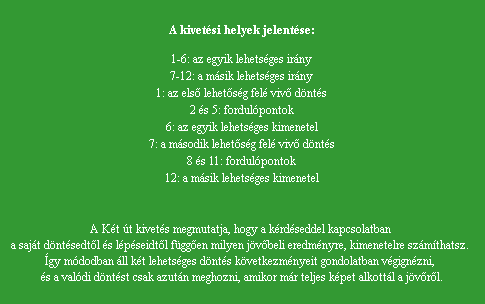 A kivetési helyek jelentése:
1-6: az egyik lehetséges irány
7-12: a másik lehetséges irány
1: az első lehetőség felé vivő döntés
2 és 5: fordulópontok
6: az egyik lehetséges kimenetel
7: a második lehetőség felé vivő döntés
8 és 11: fordulópontok
12: a másik lehetséges kimenetel
A Két út kivetés megmutatja, hogy a kérdéseddel kapcsolatban
a saját döntésedtől és lépéseidtől függően milyen jövőbeli eredményre, kimenetelre számíthatsz.
Így módodban áll két lehetséges döntés következményeit gondolatban végignézni,
és a valódi döntést csak azután meghozni, amikor már teljes képet alkottál a jövőről.